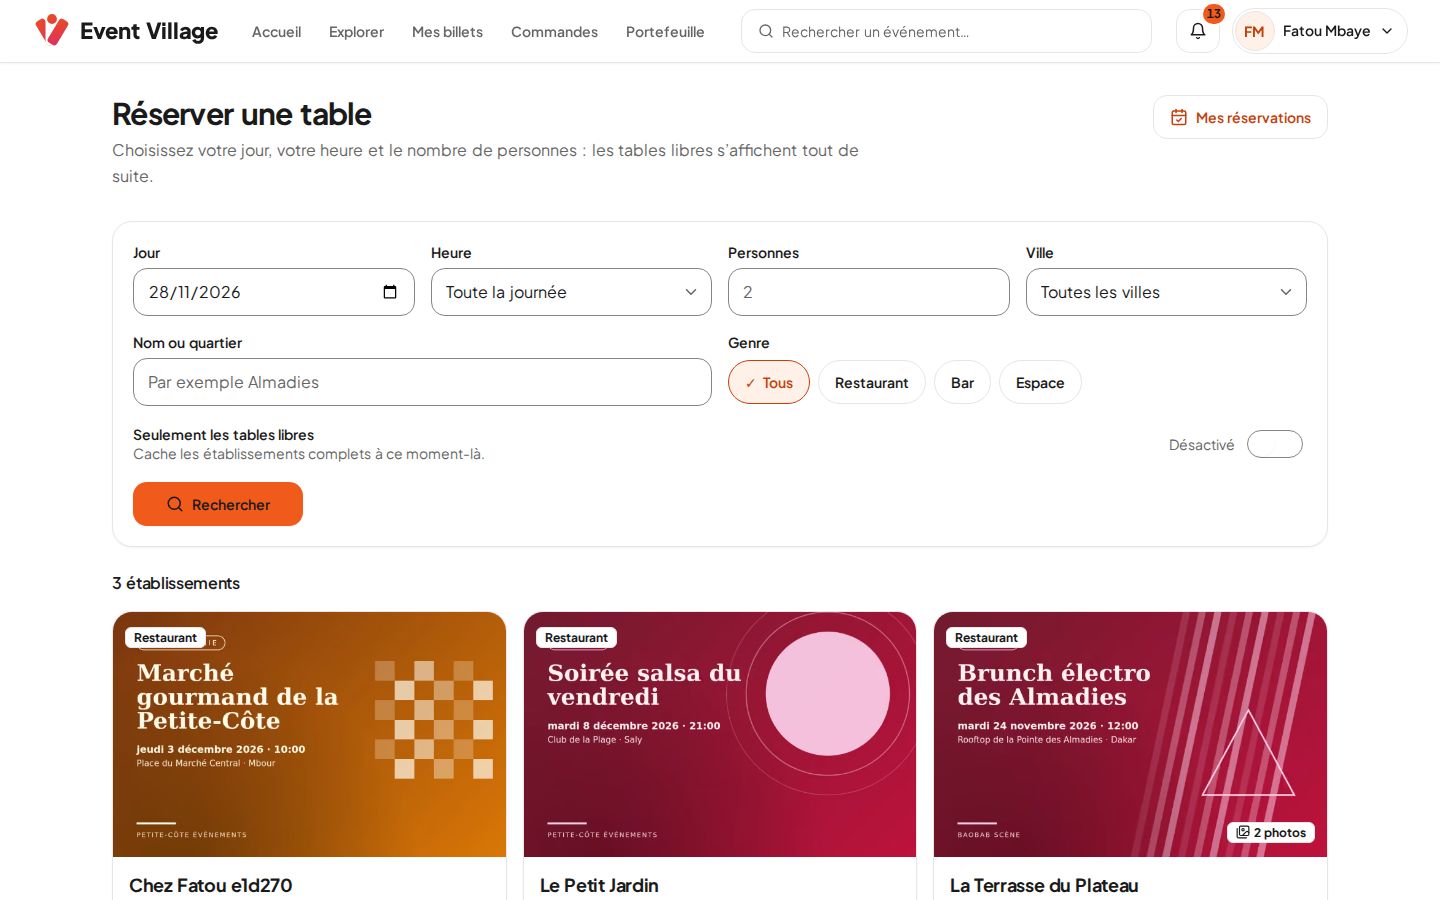 Event Village
Accueil
Explorer
Mes billets
Commandes
Portefeuille
Rechercher un événement…
13
FM
Fatou Mbaye
Réserver une table
Mes réservations
Choisissez votre jour, votre heure et le nombre de personnes : les tables libres s’affichent tout de
suite.
Jour
Heure
Personnes
Ville
28/11/2026
Toute la journée
2
Toutes les villes
Nom ou quartier
Genre
Par exemple Almadies
✓ Tous
Restaurant
Bar
Espace
Seulement les tables libres
Cache les établissements complets à ce moment-là.
Désactivé
Rechercher
3 établissements
Restaurant
Marché
gourmand de la
Petite-Côte
jeudi 3 décembre 2026 · 10:00
Place du Marché Central · Mbour
PETITE-CÔTE ÉVÉNEMENTS
Chez Fatou e1d270
Restaurant
Soirée salsa du
vendredi
mardi 8 décembre 2026 · 21:00
Club de la Plage · Saly
PETITE-CÔTE ÉVÉNEMENTS
Le Petit Jardin
Restaurant
Brunch électro
des Almadies
mardi 24 novembre 2026 · 12:00
Rooftop de la Pointe des Almadies · Dakar
BAOBAB SCÈNE
2 photos
La Terrasse du Plateau